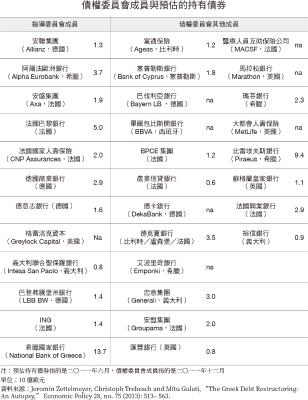 債權委員會成員與預估的持有債券
指導委員會成員 債權委員會其他成員
安聯集團 1.3 富通保險 1.2 醫療人員互助保險公司 na
(Allianz,德國) (Ageas,比利時) (MACSF,法國)
阿爾法歐洲銀行 3.7 塞普勒斯銀行 1.8 馬拉松銀行 na
(Alpha Eurobank,希臘) (Bank of Cyprus,塞普勒斯) (Marathon,美國)
安盛集團 1.9 巴伐利亞銀行 na 瑪芬銀行 2.3
(Axa,法國) (Bayern LB,德國) (希臘)
法國巴黎銀行 5.0 畢爾包比斯開銀行 na 大都會人壽保險 na
(法國) (BBVA,西班牙) (MetLife,美國)
法國國家人壽保險 2.0 BPCE 集團 1.2 比雷埃夫斯銀行 9.4
(CNP Assurances,法國) (法國) (Piraeus,希臘)
德國商業銀行 2.9 農業信貸銀行 0.6 蘇格蘭皇家銀行 1.1
(德國) (法國) (英國)
德意志銀行(德國) 1.6 德卡銀行 na 法國興業銀行 2.9
(DekaBank,德國) (法國)
格雷洛克資本 Na 德克夏銀行 3.5 裕信銀行 0.9
(Greylock Capital,美國) (比利時/盧森堡/法國) (義大利)
義大利聯合聖保羅銀行 0.8 艾波里奇銀行 na
(Intesa San Paolo,義大利) (Emporiki,希臘)
巴登弗騰堡州銀行 1.4 忠意集團 3.0
(LBB BW,德國) (Generali,義大利)
ING 1.4 安盟集團 2.0
(法國) (Groupama,法國)
希臘國家銀行 13.7 匯豐銀行(英國) 0.8
(National Bank of Greece)
注:預估持有債券指的是二〇一一年六月,債權委員會成員指的是二〇一一年十二月
單位:10 億歐元
資料來源:Jeromin Zettelmeyer, Christoph Trebesch and Mitu Gulati, "The Greek Debt Restructuring:
An Autopsy," Economic Policy 28, no. 75 (2013): 513–563.